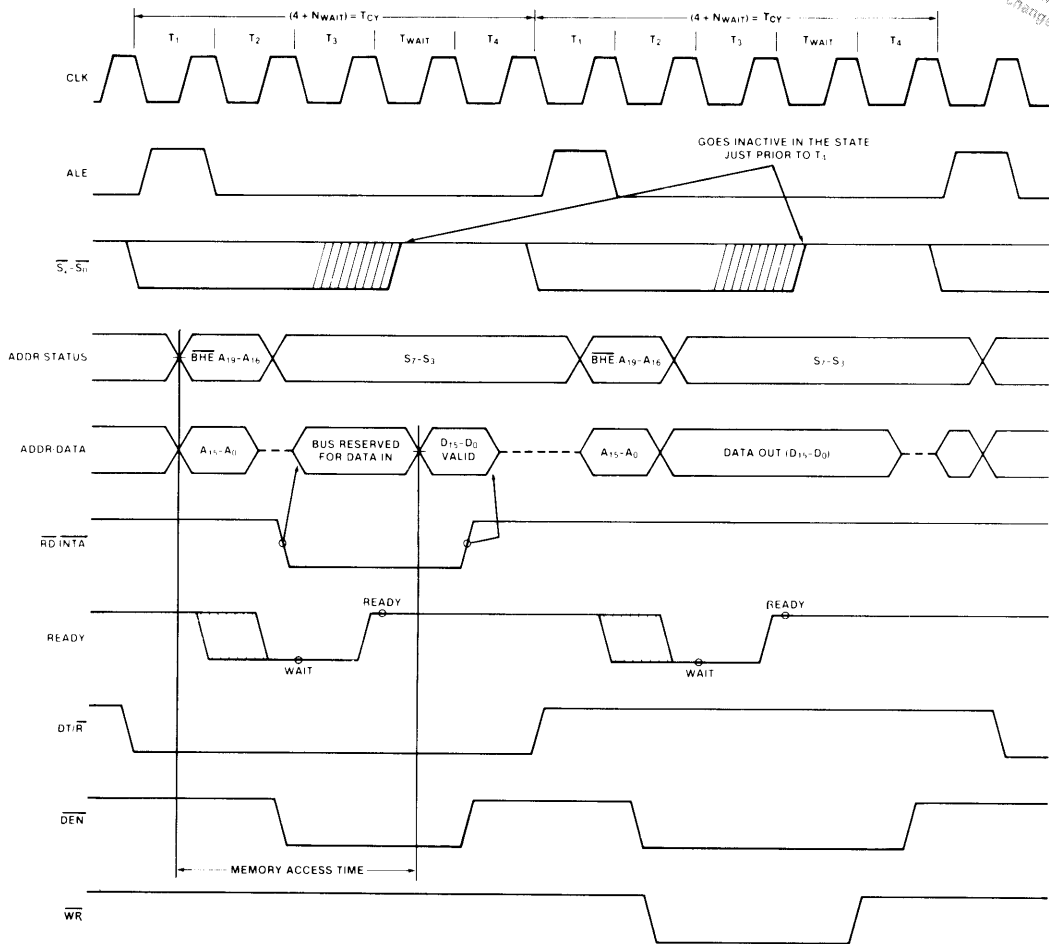 change
(4 + NWAIT) = TCY
(4 + NWAIT) = TCY
T1 T2 T3 TWAIT T4 T1 T2 T3 TWAIT T4
CLK
GOES INACTIVE IN THE STATE
JUST PRIOR TO T4
ALE
ADDR STATUS
BHE A19-A16
S7-S3
BHE A19-A16
S7-S3
ADDR/DATA
A15-A0
BUS RESERVED
FOR DATA IN
D15-D0
VALID
A15-A0
DATA OUT (D15-D0)
RD INTA
READY
READY
READY
WAIT
WAIT
DT/R
DEN
MEMORY ACCESS TIME
WR